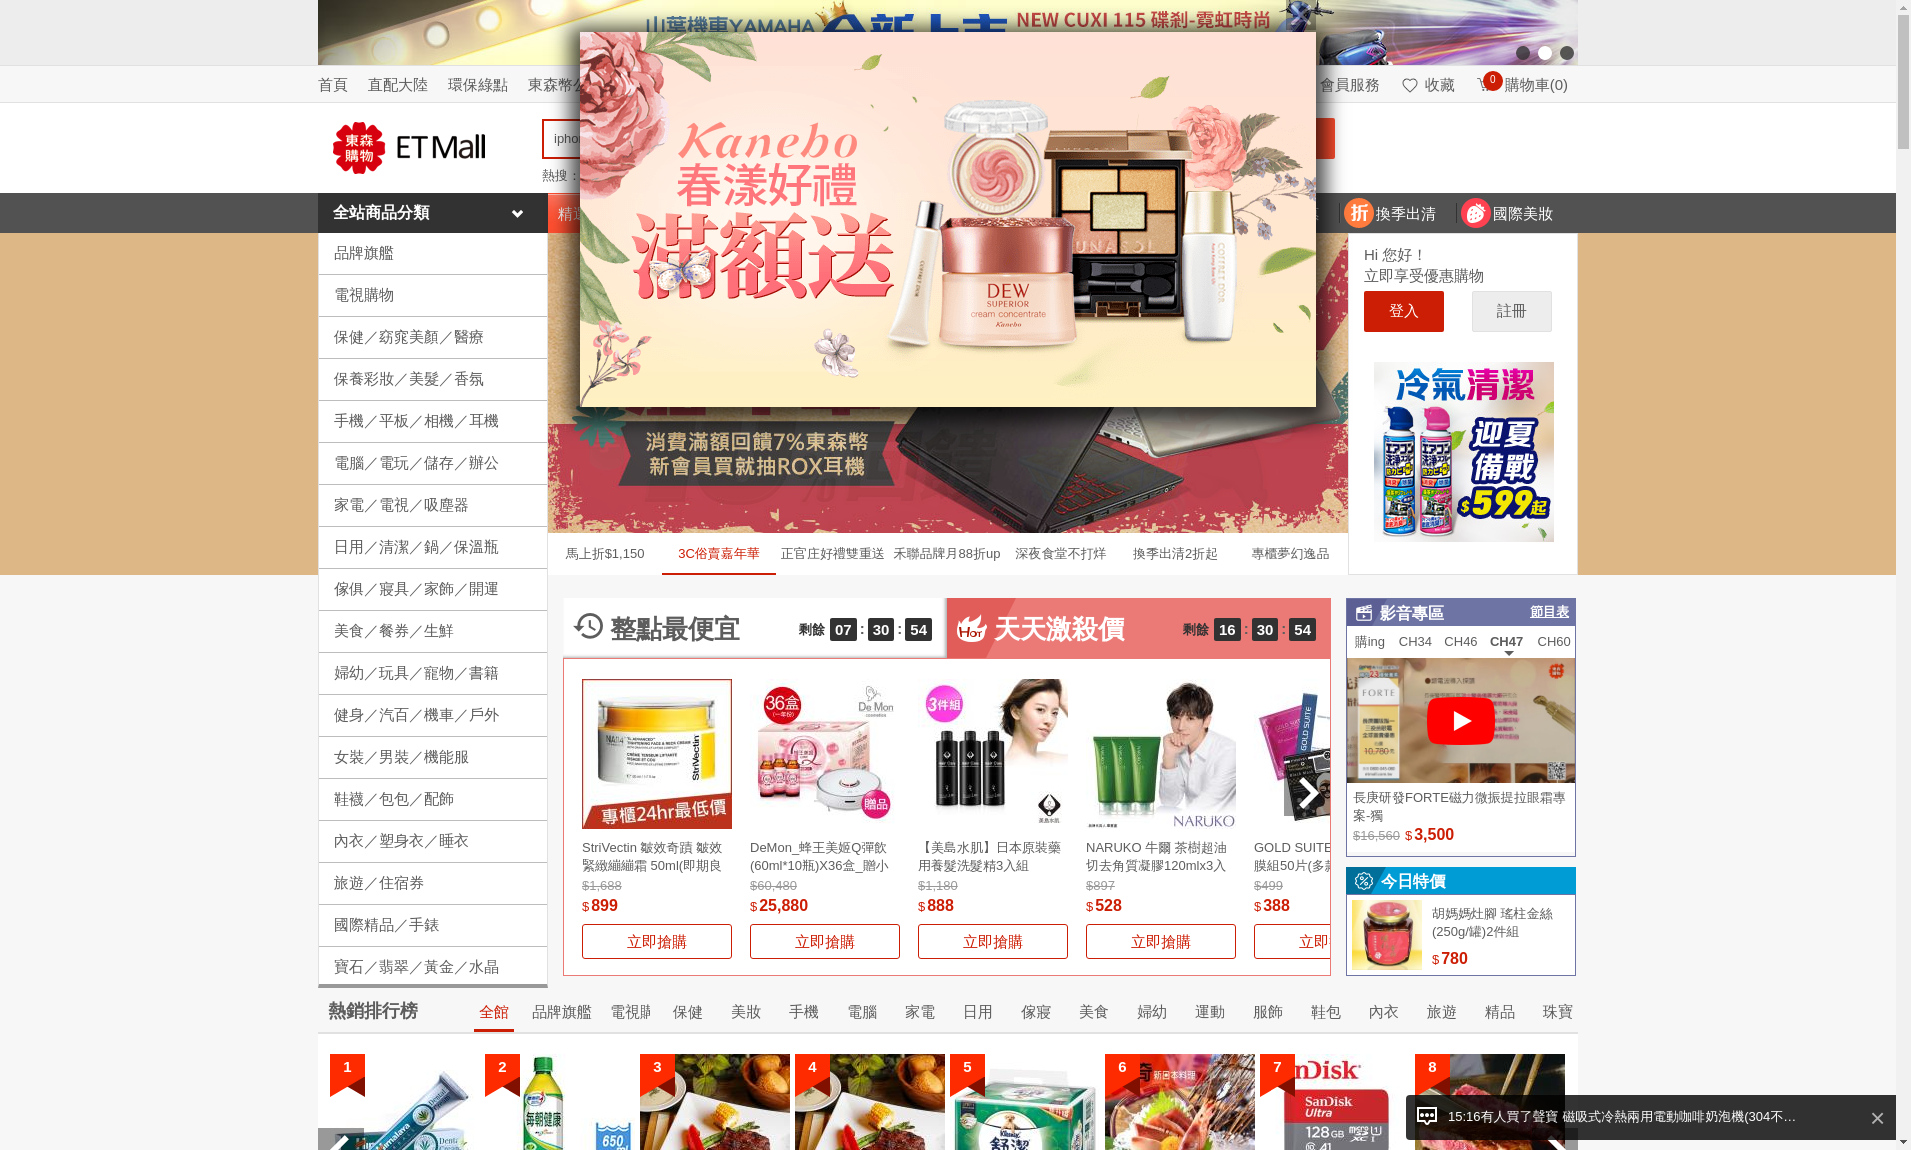 山葉機車YAMAHA 全新上市 NEW CUXI 115 碟剎-霓虹時尚
首頁 直配大陸 環保綠點 東森幣 會員服務 收藏 0 購物車(0)
東森購物 ETMall
熱搜：
全站商品分類
換季出清
國際美妝
Kanebo
春漾好禮
滿額送
DEW
SUPERIOR
cream concentrate
Kanebo
品牌旗艦
電視購物
保健／窈窕美顏／醫療
保養彩妝／美髮／香氛
手機／平板／相機／耳機
電腦／電玩／儲存／辦公
家電／電視／吸塵器
日用／清潔／鍋／保溫瓶
傢俱／寢具／家飾／開運
美食／餐券／生鮮
婦幼／玩具／寵物／書籍
健身／汽百／機車／戶外
女裝／男裝／機能服
鞋襪／包包／配飾
內衣／塑身衣／睡衣
旅遊／住宿券
國際精品／手錶
寶石／翡翠／黃金／水晶
消費滿額回饋7%東森幣
新會員買就抽ROX耳機
馬上折$1,150 3C俗賣嘉年華 正官庄好禮雙重送 禾聯品牌月88折up 深夜食堂不打烊 換季出清2折起 專櫃夢幻逸品
Hi 您好！
立即享受優惠購物
登入 註冊
冷氣清潔
迎夏
備戰
$599起
整點最便宜 剩餘 07 : 30 : 54
天天激殺價 剩餘 16 : 30 : 54
專櫃24hr最低價
StriVectin 皺效奇蹟 皺效
緊緻繃繃霜 50ml(即期良
$1,688
$899
立即搶購
36盒
De Mon
贈品
DeMon_蜂王美姬Q彈飲
(60ml*10瓶)X36盒_贈小
$60,480
$25,880
立即搶購
3件組
【美島水肌】日本原裝藥
用養髮洗髮精3入組
$1,180
$888
立即搶購
NARUKO
NARUKO 牛爾 茶樹超油
切去角質凝膠120mlx3入
$897
$528
立即搶購
GOLD SUITE
$499
$388
影音專區 節目表
購ing CH34 CH46 CH47 CH60
FORTE
長庚研發FORTE磁力微振提拉眼霜專
案-獨
$16,560 $3,500
今日特價
胡媽媽灶腳 瑤柱金絲
(250g/罐)2件組
$780
熱銷排行榜 全館 品牌旗艦 電視 保健 美妝 手機 電腦 家電 日用 傢寢 美食 婦幼 運動 服飾 鞋包 內衣 旅遊 精品 珠寶
1 2 3 4 5 6 7 8
每朝健康
650
舒潔
SanDisk
Ultra
128GB
15:16有人買了聲寶 磁吸式冷熱兩用電動咖啡奶泡機(304不…